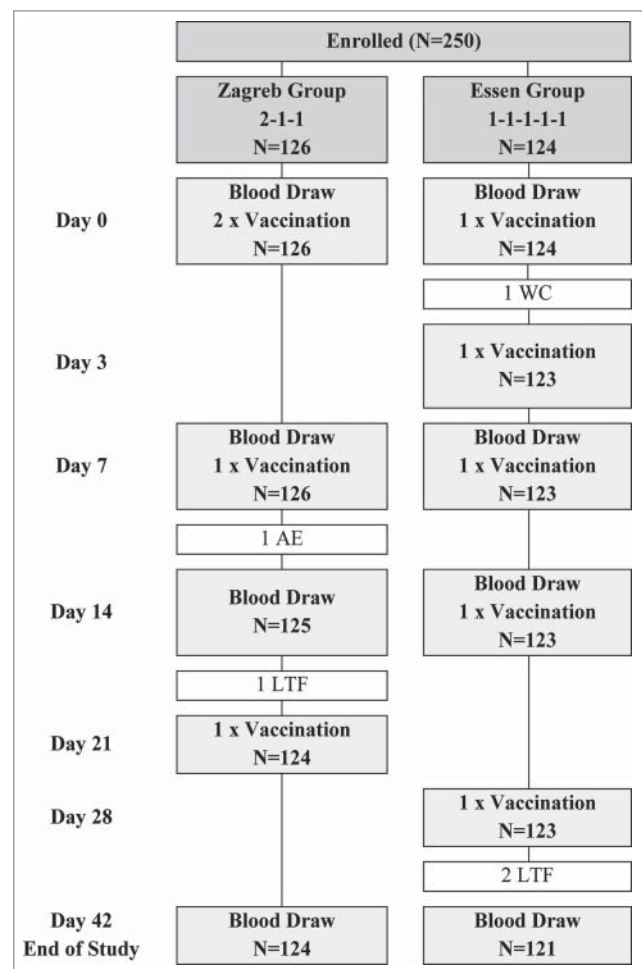 Enrolled (N=250)
Zagreb Group
2-1-1
N=126
Essen Group
1-1-1-1-1
N=124
Day 0
Blood Draw
2 x Vaccination
N=126
Blood Draw
1 x Vaccination
N=124
1 WC
Day 3
1 x Vaccination
N=123
Day 7
Blood Draw
1 x Vaccination
N=126
Blood Draw
1 x Vaccination
N=123
1 AE
Day 14
Blood Draw
N=125
Blood Draw
1 x Vaccination
N=123
1 LTF
Day 21
1 x Vaccination
N=124
Day 28
1 x Vaccination
N=123
2 LTF
Day 42
End of Study
Blood Draw
N=124
Blood Draw
N=121